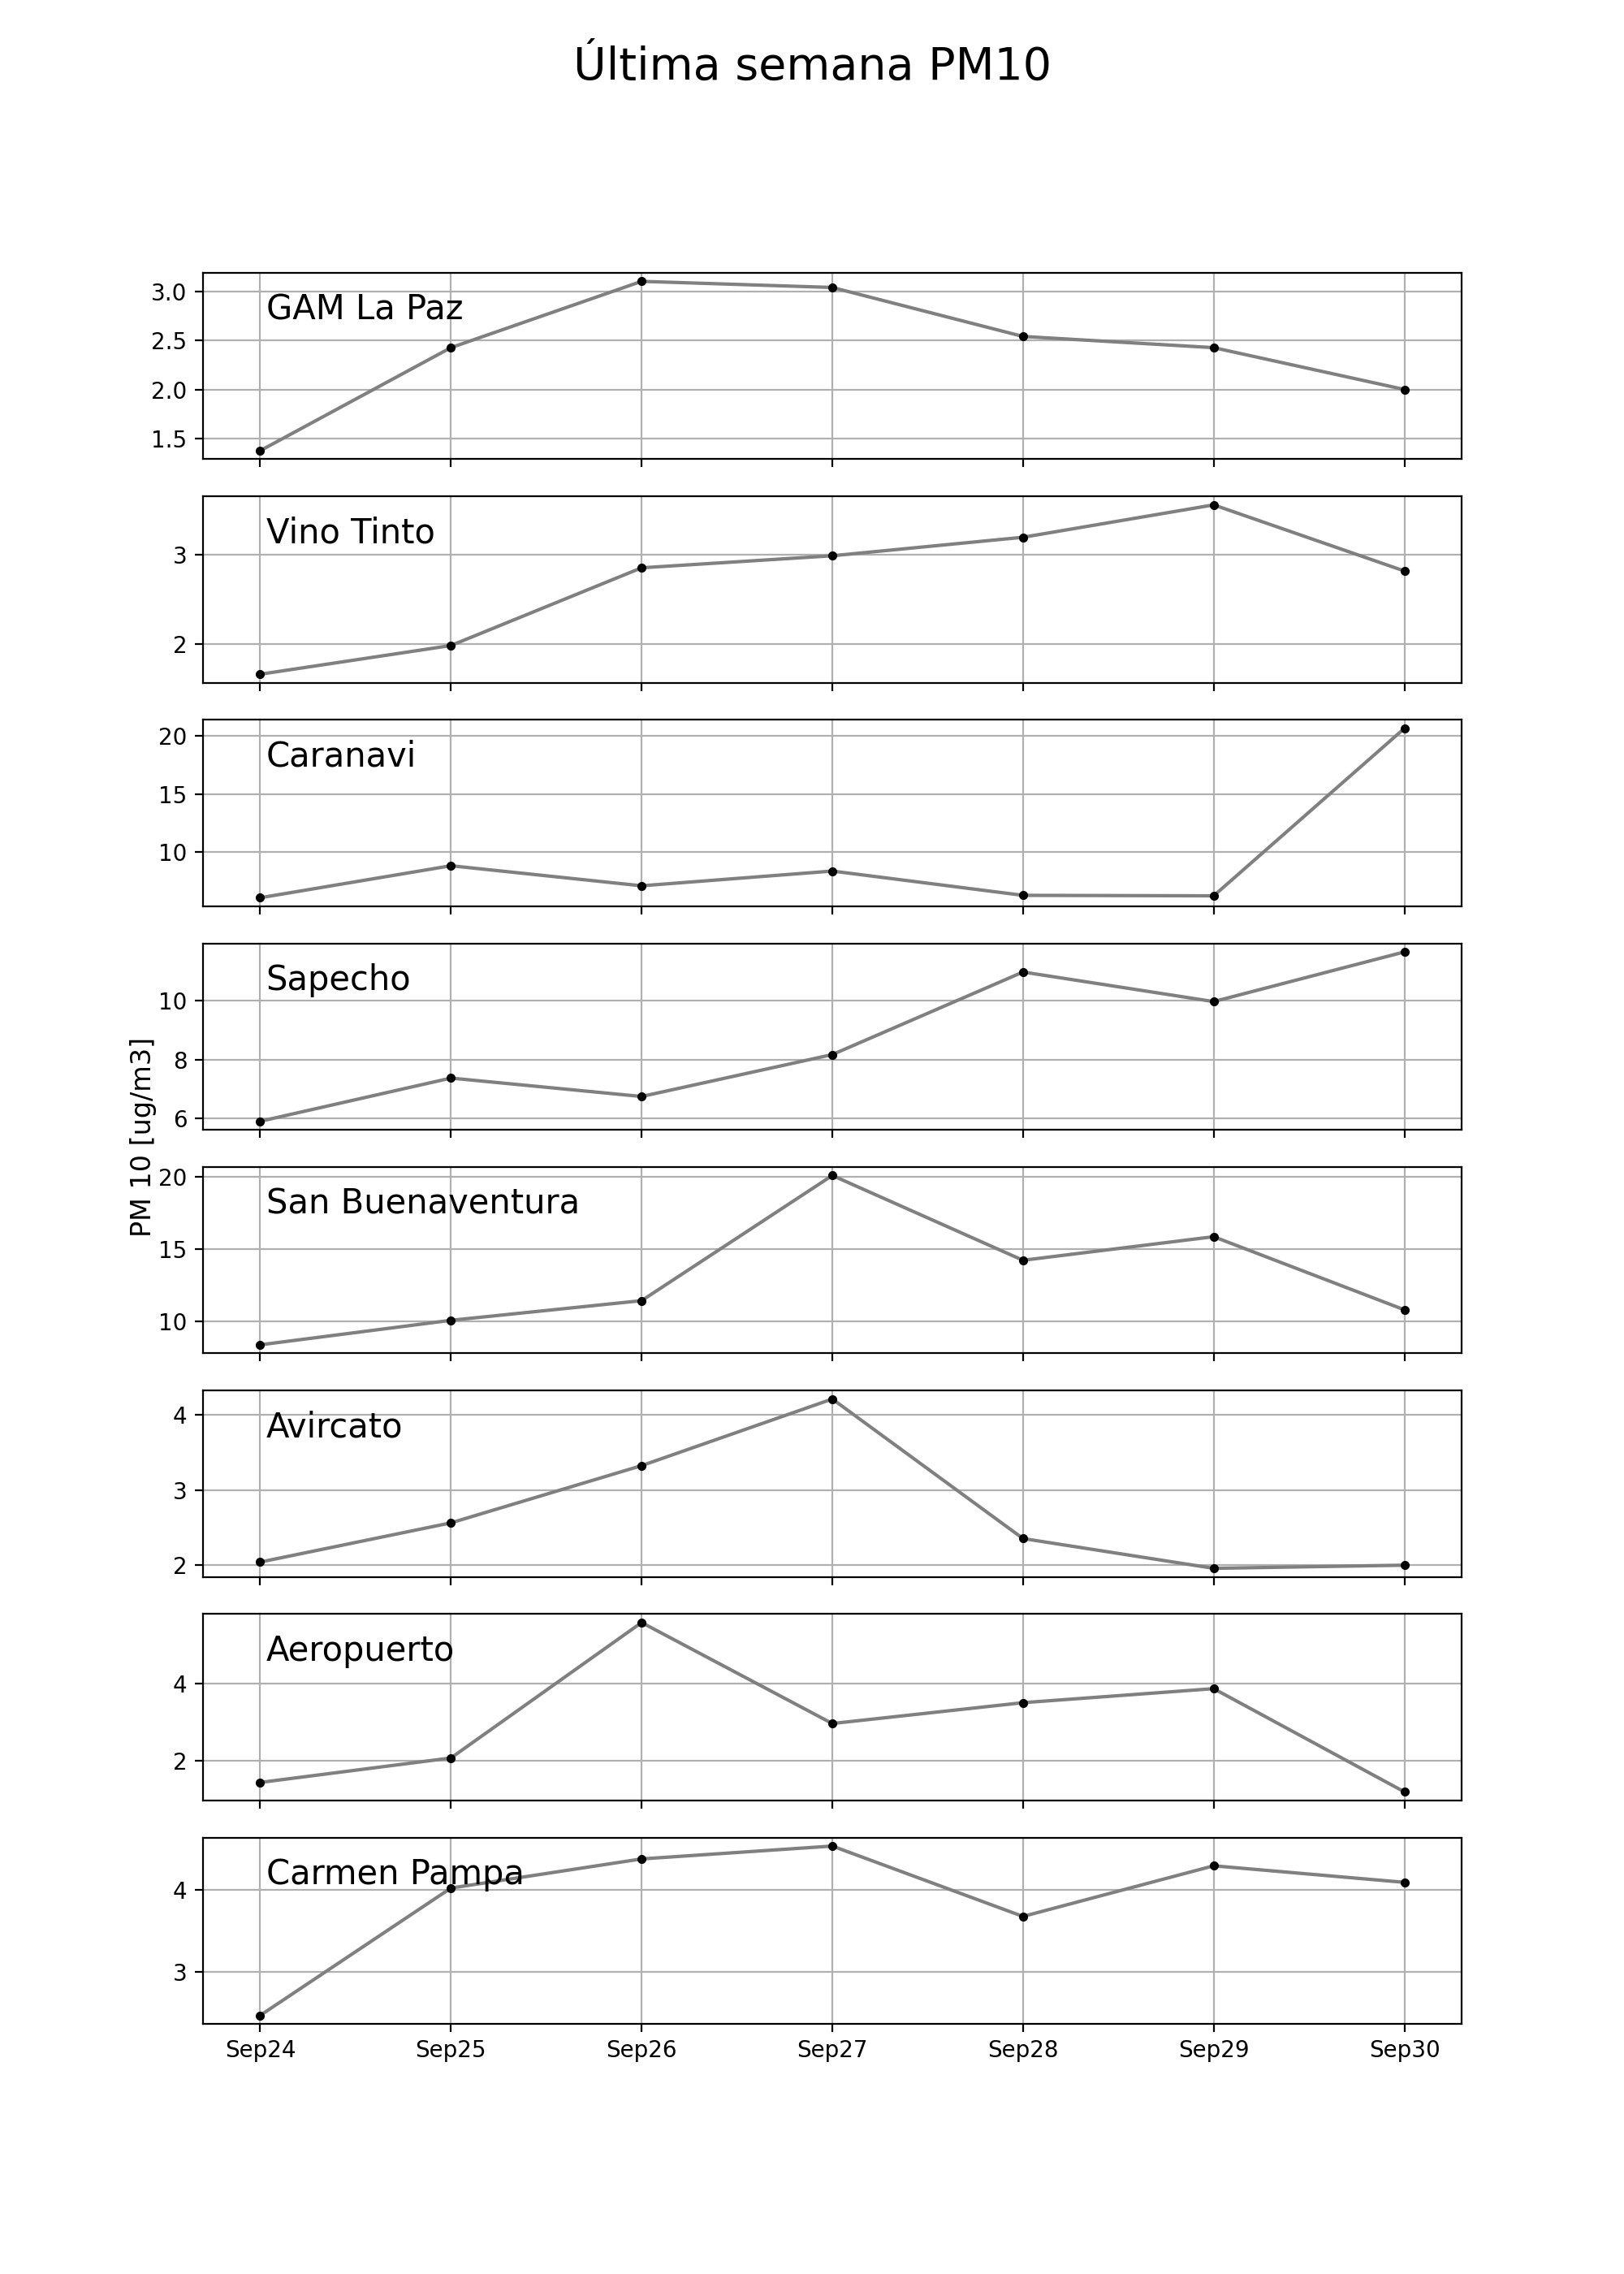 Última semana PM10
GAM La Paz
3.0
2.5
2.0
1.5
Vino Tinto
3
2
Caranavi
20
15
10
Sapecho
10
8
6
PM 10 [ug/m3]
San Buenaventura
20
15
10
Avircato
4
3
2
Aeropuerto
4
2
Carmen Pampa
4
3
Sep24 Sep25 Sep26 Sep27 Sep28 Sep29 Sep30